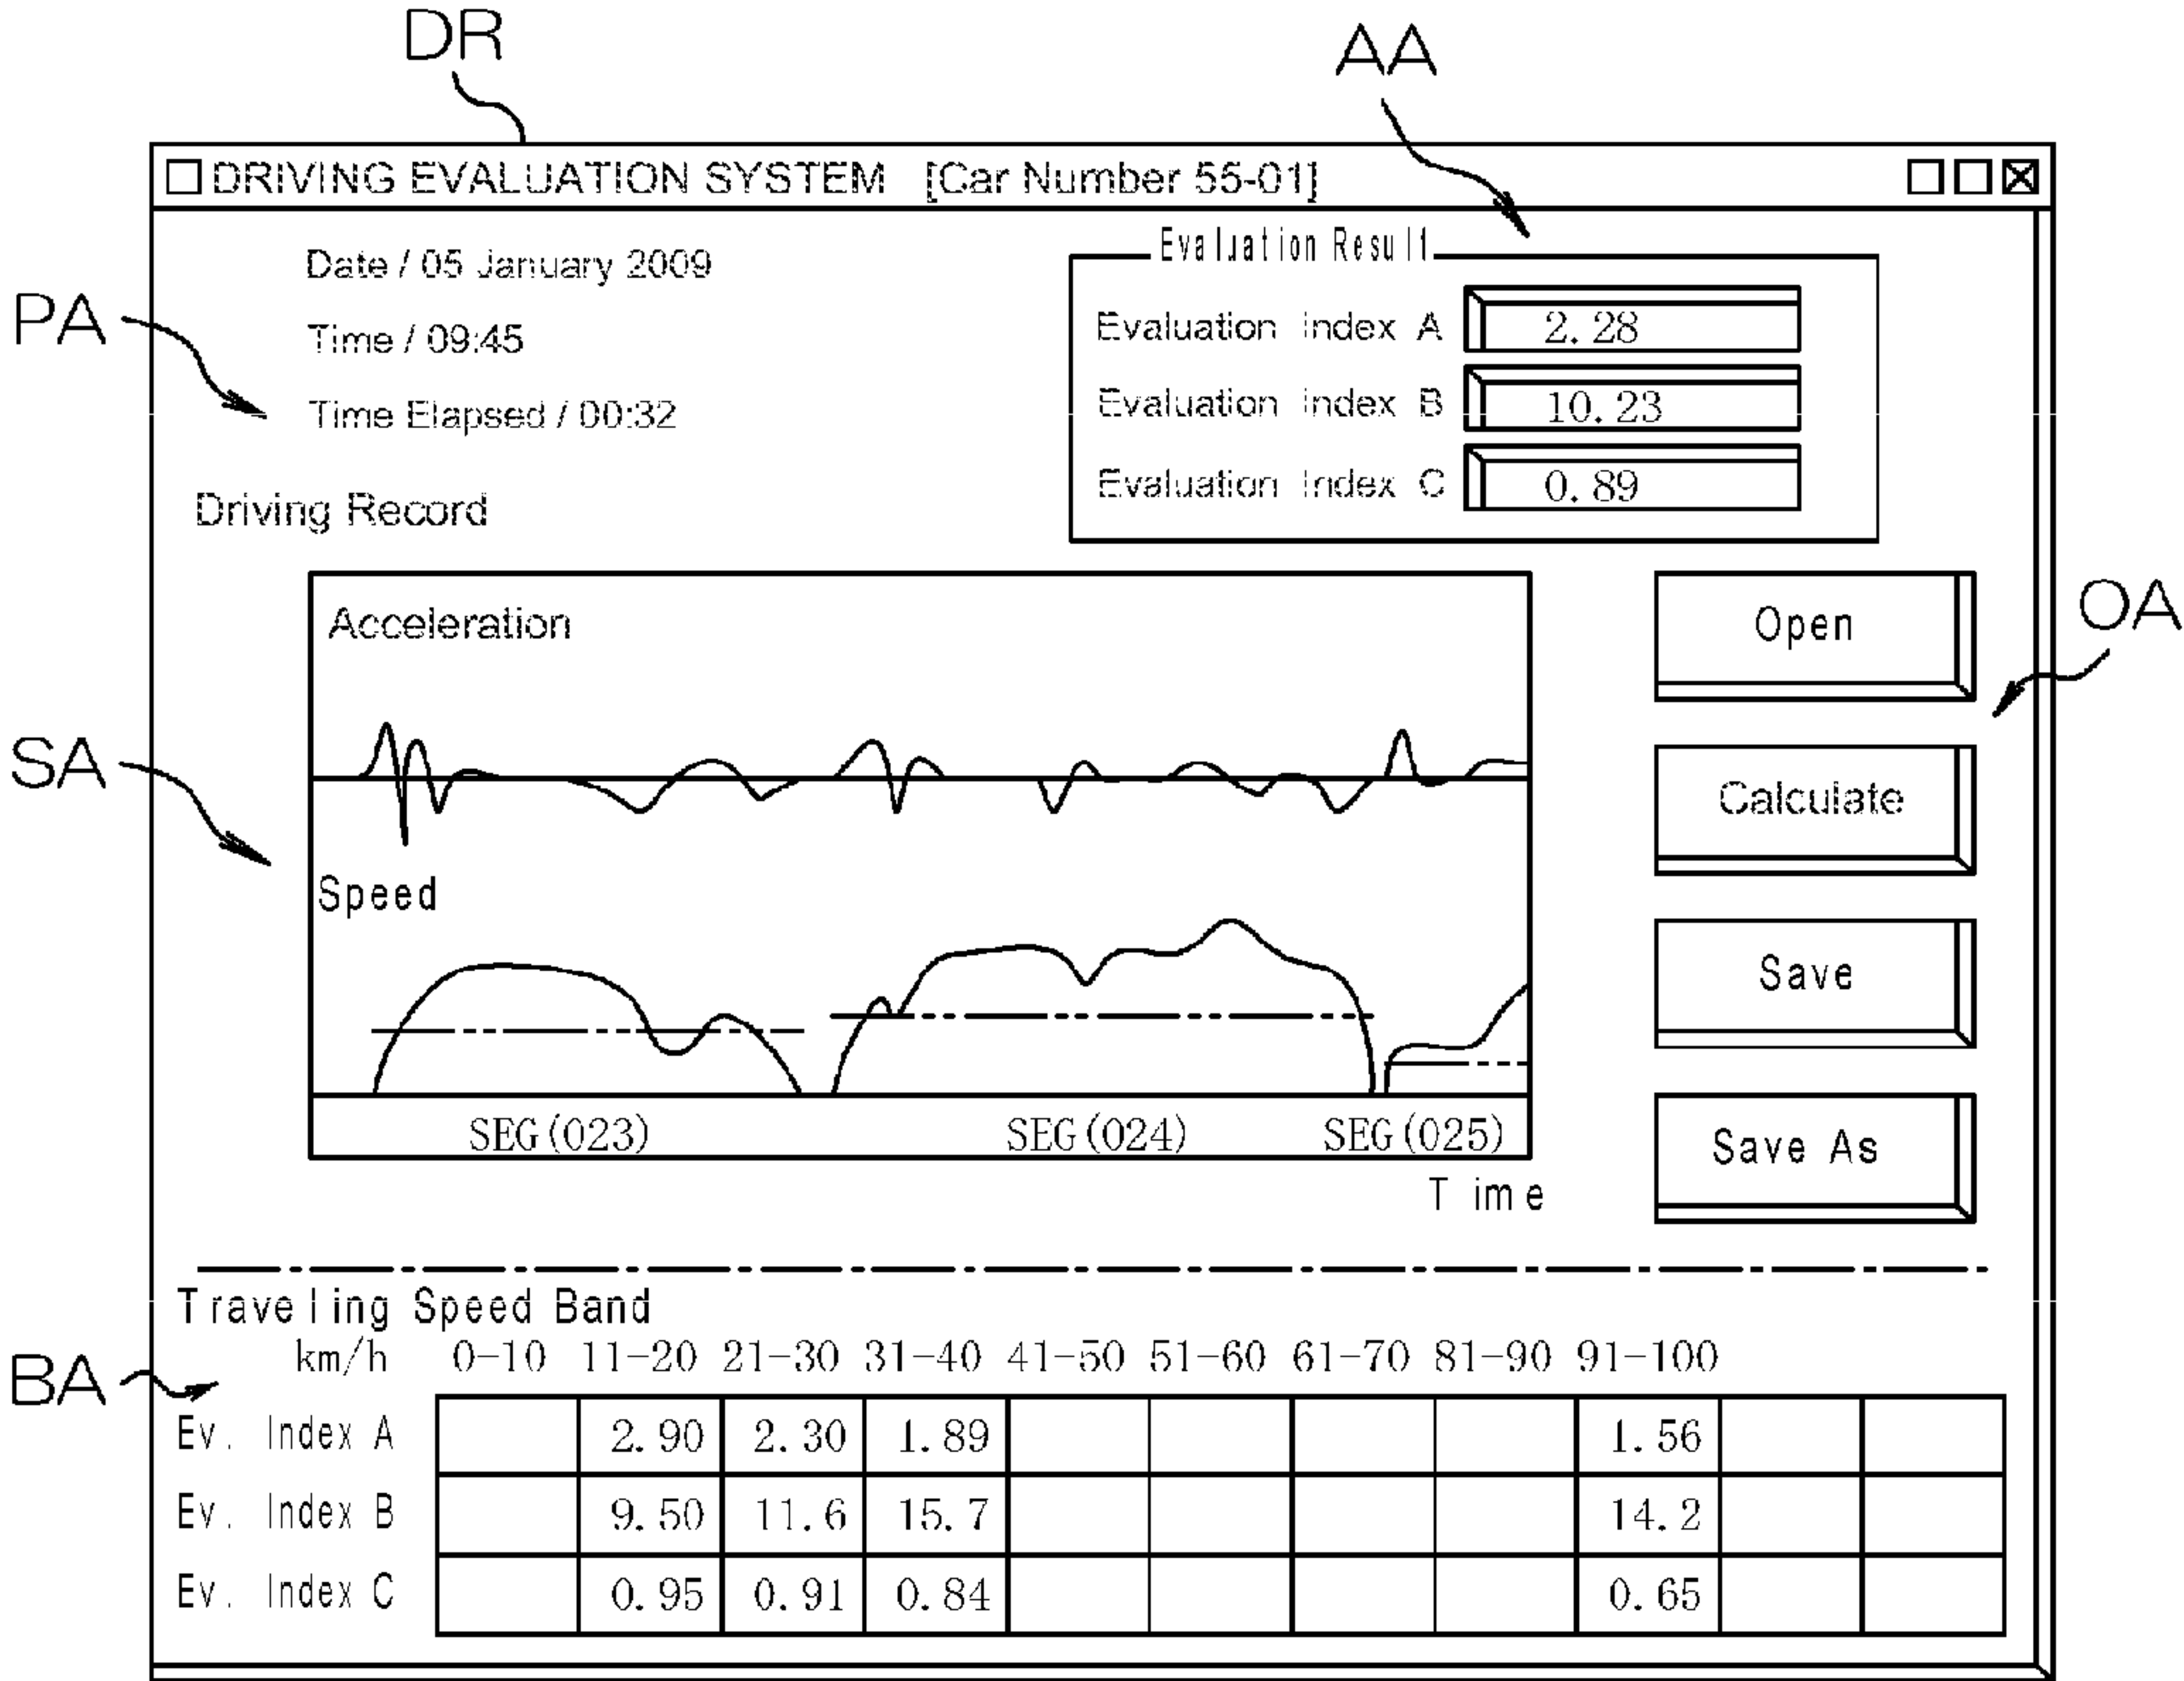 DR
AA
DRIVING EVALUATION SYSTEM [Car Number 55-01]
Date / 05 January 2009
Evaluation Result
PA
Time / 09:45
Evaluation Index A 2.28
Time Elapsed / 00:32
Evaluation Index B 10.23
Driving Record
Evaluation Index C 0.89
Acceleration
Open
OA
SA
Calculate
Speed
Save
SEG(023) SEG(024) SEG(025)
Save As
Time
Traveling Speed Band
km/h 0-10 11-20 21-30 31-40 41-50 51-60 61-70 81-90 91-100
BA
Ev. Index A 2.90 2.30 1.89 1.56
Ev. Index B 9.50 11.6 15.7 14.2
Ev. Index C 0.95 0.91 0.84 0.65